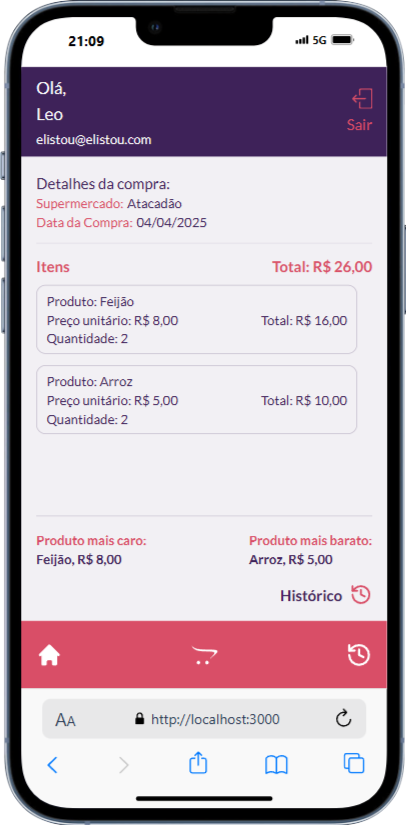 21:09
5G
Olá,
Leo
elistou@elistou.com
Sair
Detalhes da compra:
Supermercado: Atacadão
Data da Compra: 04/04/2025
Itens Total: R$ 26,00
Produto: Feijão
Preço unitário: R$ 8,00 Total: R$ 16,00
Quantidade: 2
Produto: Arroz
Preço unitário: R$ 5,00 Total: R$ 10,00
Quantidade: 2
Produto mais caro: Produto mais barato:
Feijão, R$ 8,00 Arroz, R$ 5,00
Histórico
AA http://localhost:3000